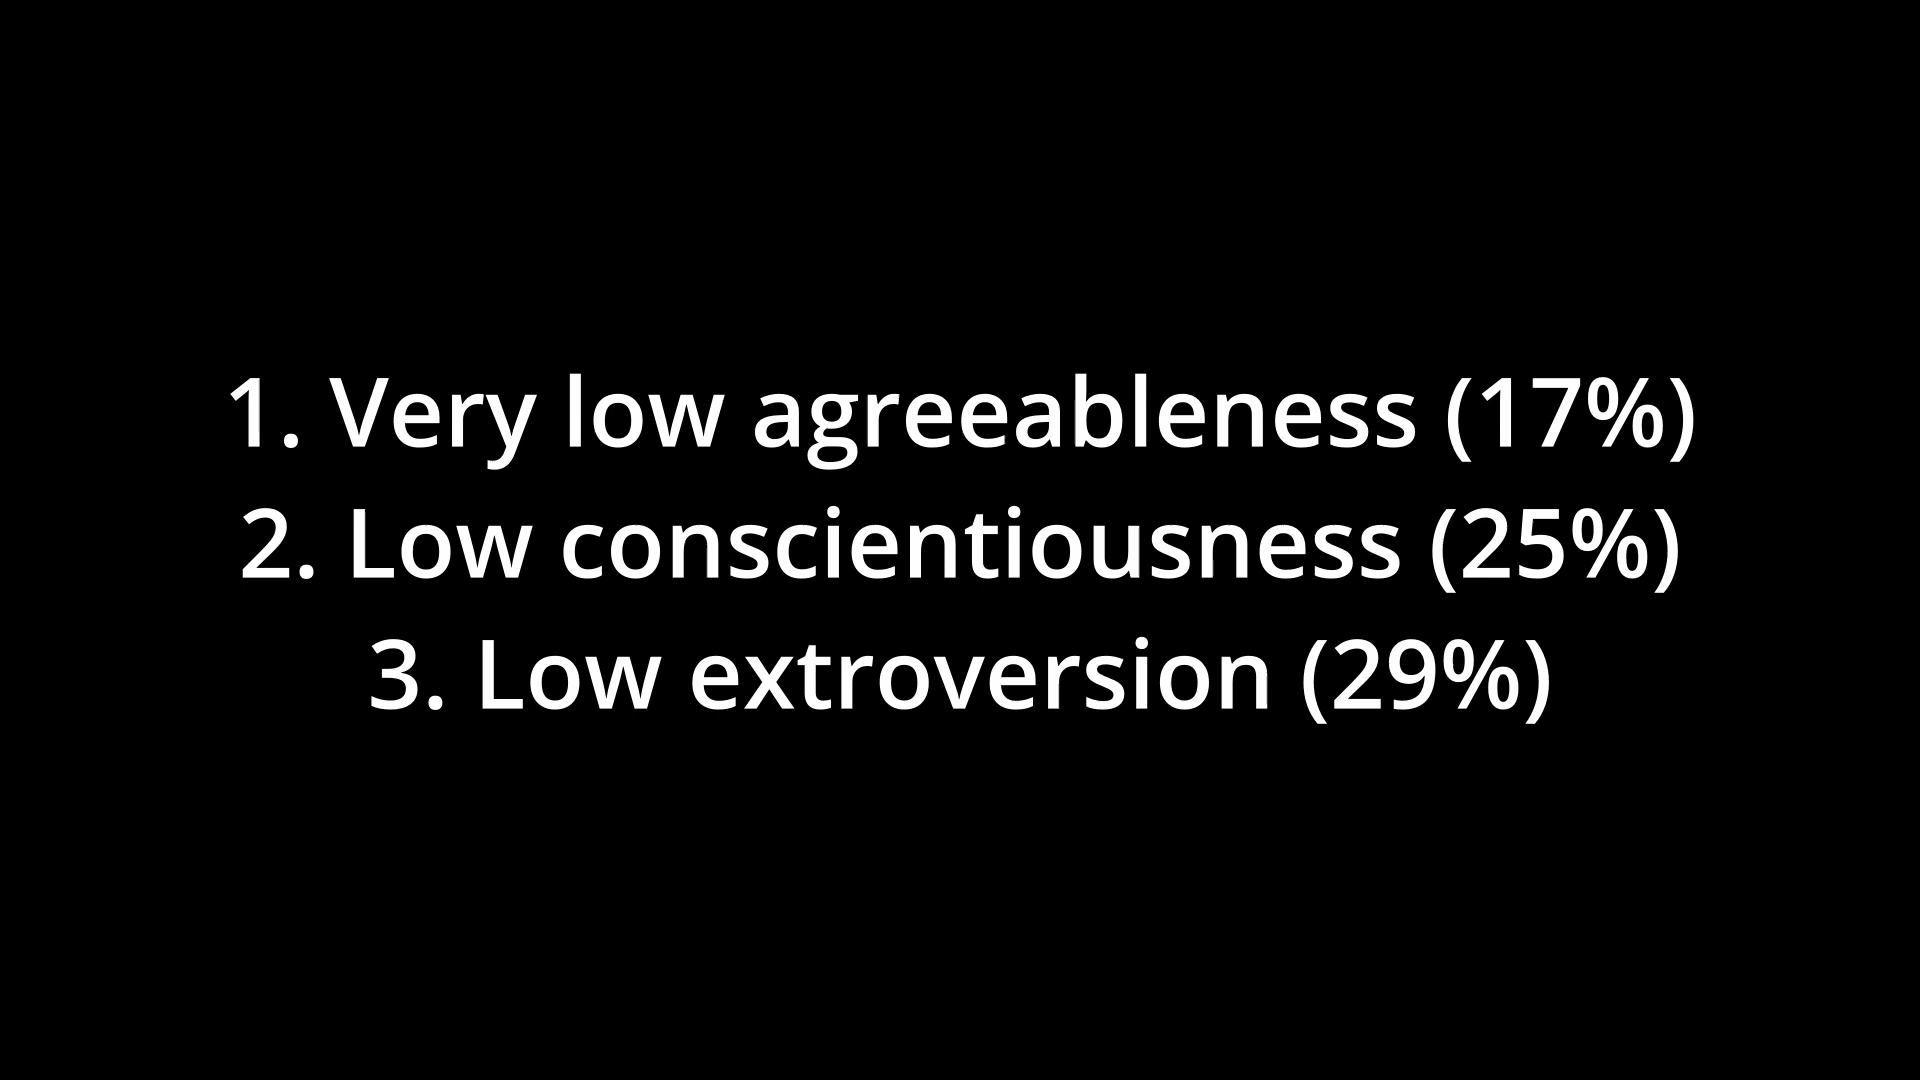 1. Very low agreeableness (17%)
2. Low conscientiousness (25%)
3. Low extroversion (29%)